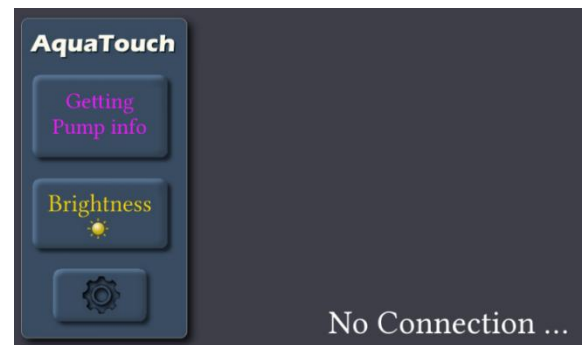 AquaTouch
Getting
Pump info
Brightness
No Connection ...